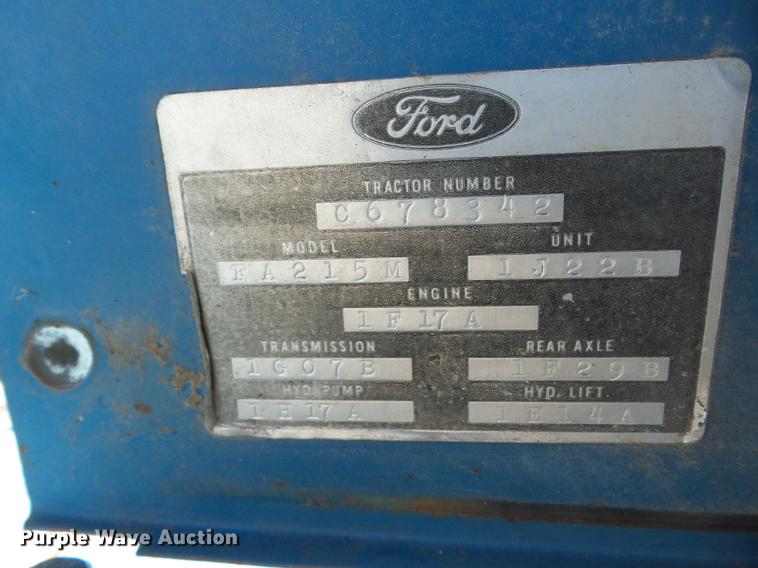 Ford
TRACTOR NUMBER
C678342
MODEL UNIT
FA215M 1J22B
ENGINE
1F17A
TRANSMISSION REAR AXLE
1G07B 1F29B
HYD. PUMP HYD. LIFT.
1H17A 1E14A
Purple Wave Auction